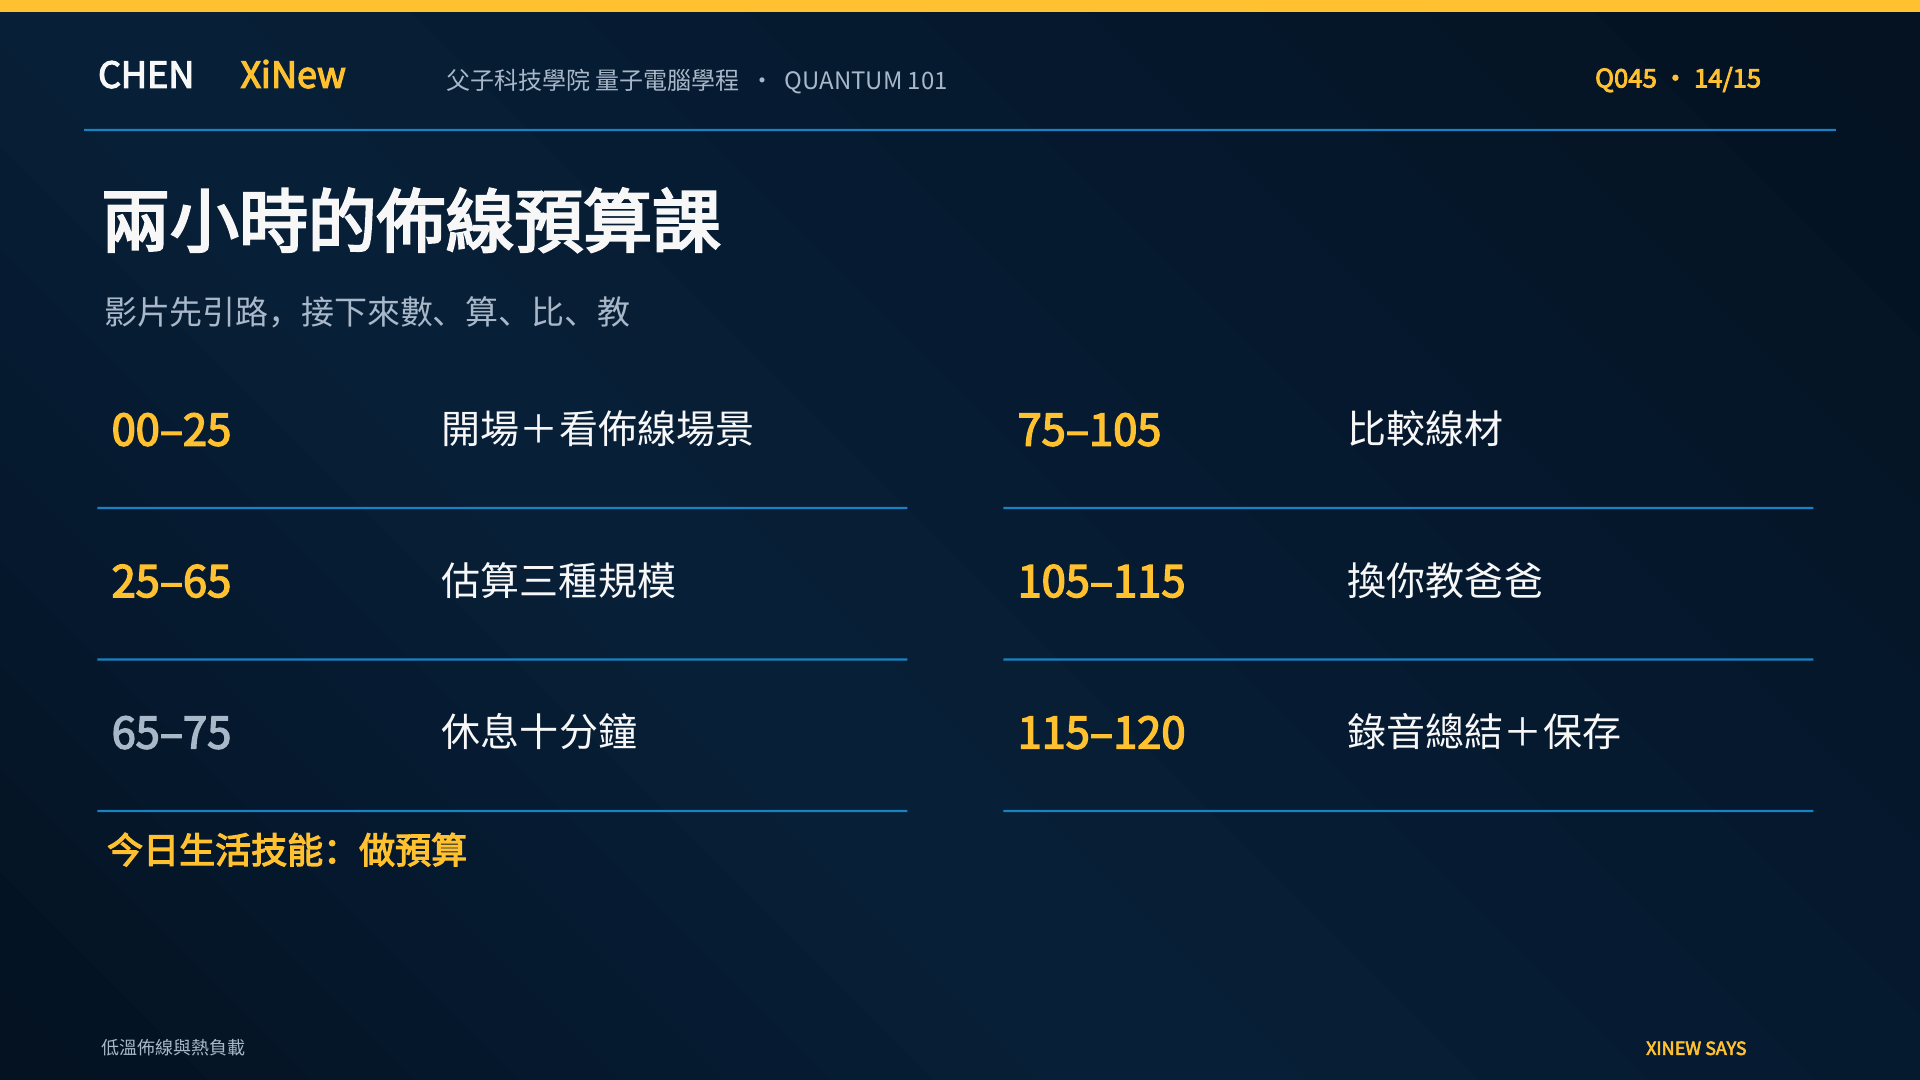 CHEN XiNew 父子科技學院 量子電腦學程 · QUANTUM 101
Q045 · 14/15
兩小時的佈線預算課
影片先引路，接下來數、算、比、教
00–25 開場＋看佈線場景
25–65 估算三種規模
65–75 休息十分鐘
75–105 比較線材
105–115 換你教爸爸
115–120 錄音總結＋保存
今日生活技能：做預算
低溫佈線與熱負載
XINEW SAYS